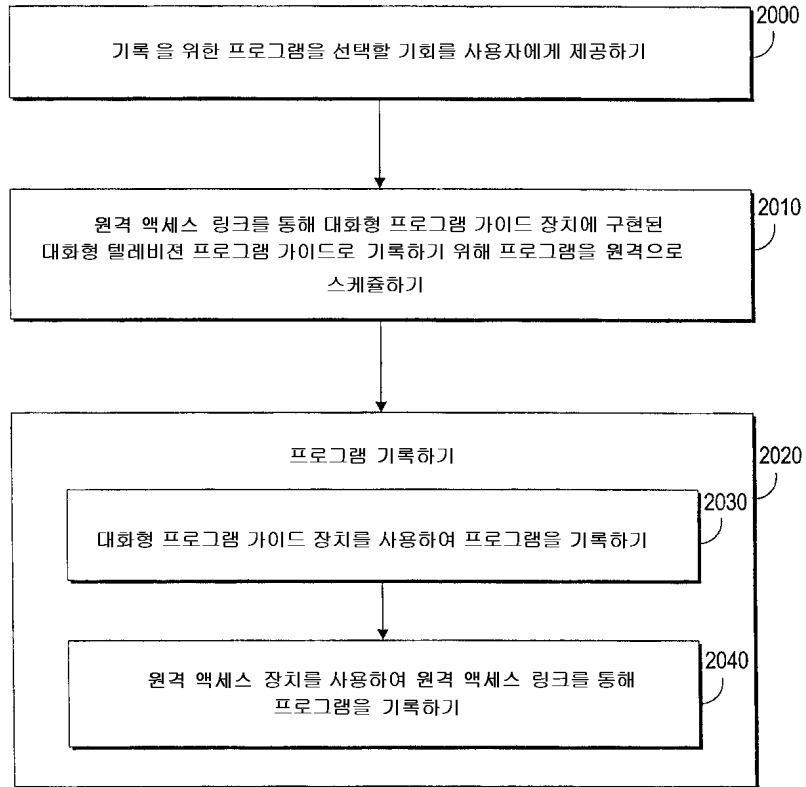 2000
기록 을 위한 프로그램을 선택할 기회를 사용자에게 제공하기
2010
원격 액세스 링크를 통해 대화형 프로그램 가이드 장치에 구현된
대화형 텔레비젼 프로그램 가이드로 기록하기 위해 프로그램을 원격으로
스케쥴하기
2020
프로그램 기록하기
2030
대화형 프로그램 가이드 장치를 사용하여 프로그램을 기록하기
2040
원격 액세스 장치를 사용하여 원격 액세스 링크를 통해
프로그램을 기록하기